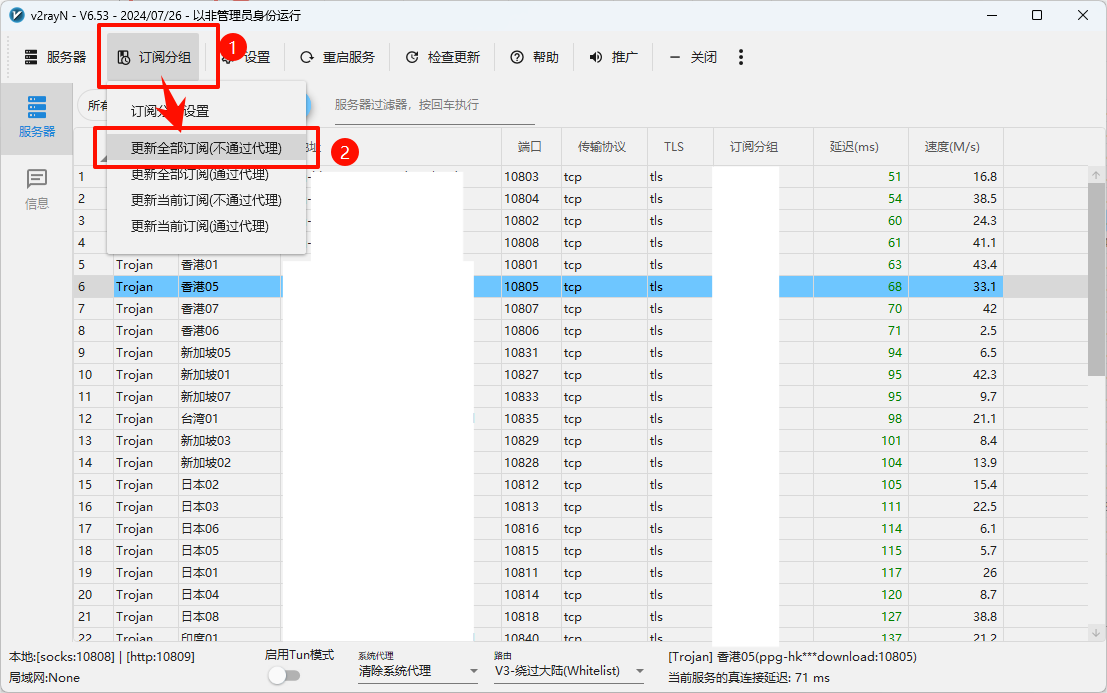 v2rayN - V6.53 - 2024/07/26 - 以非管理员身份运行
服务器 订阅分组 1 设置 重启服务 检查更新 帮助 推广 关闭
服务器
信息
所有
服务器过滤器，按回车执行
订阅分 设置
更新全部订阅(不通过代理) 2
更新全部订阅(通过代理)
更新当前订阅(不通过代理)
更新当前订阅(通过代理)
端口 传输协议 TLS 订阅分组 延迟(ms) 速度(M/s)
1 10803 tcp tls 51 16.8
2 10804 tcp tls 54 38.5
3 10802 tcp tls 60 24.3
4 10808 tcp tls 61 41.1
5 Trojan 香港01 10801 tcp tls 63 43.4
6 Trojan 香港05 10805 tcp tls 68 33.1
7 Trojan 香港07 10807 tcp tls 70 42
8 Trojan 香港06 10806 tcp tls 71 2.5
9 Trojan 新加坡05 10831 tcp tls 94 6.5
10 Trojan 新加坡01 10827 tcp tls 95 42.3
11 Trojan 新加坡07 10833 tcp tls 95 9.7
12 Trojan 台湾01 10835 tcp tls 98 21.1
13 Trojan 新加坡03 10829 tcp tls 101 8.4
14 Trojan 新加坡02 10828 tcp tls 104 13.9
15 Trojan 日本02 10812 tcp tls 105 15.4
16 Trojan 日本03 10813 tcp tls 111 22.5
17 Trojan 日本06 10816 tcp tls 114 6.1
18 Trojan 日本05 10815 tcp tls 115 5.7
19 Trojan 日本01 10811 tcp tls 117 26
20 Trojan 日本04 10814 tcp tls 120 8.7
21 Trojan 日本08 10818 tcp tls 127 38.8
22 Trojan 印度01 10840 tcp tls 137 21.2
本地:[socks:10808] | [http:10809]
局域网:None
启用Tun模式
系统代理
清除系统代理
路由
V3-绕过大陆(Whitelist)
[Trojan] 香港05(ppg-hk***download:10805)
当前服务的真连接延迟: 71 ms